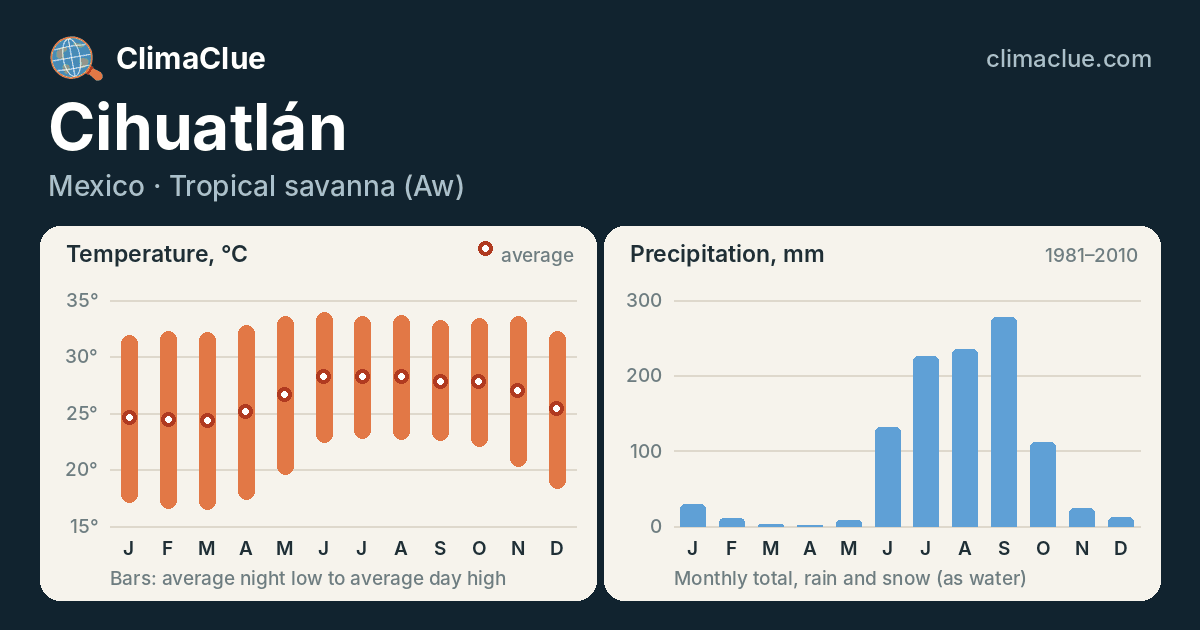 ClimaClue
climaclue.com
Cihuatlán
Mexico · Tropical savanna (Aw)
Temperature, °C
average
35°
30°
25°
20°
15°
J F M A M J J A S O N D
Bars: average night low to average day high
Precipitation, mm
1981–2010
300
200
100
0
J F M A M J J A S O N D
Monthly total, rain and snow (as water)